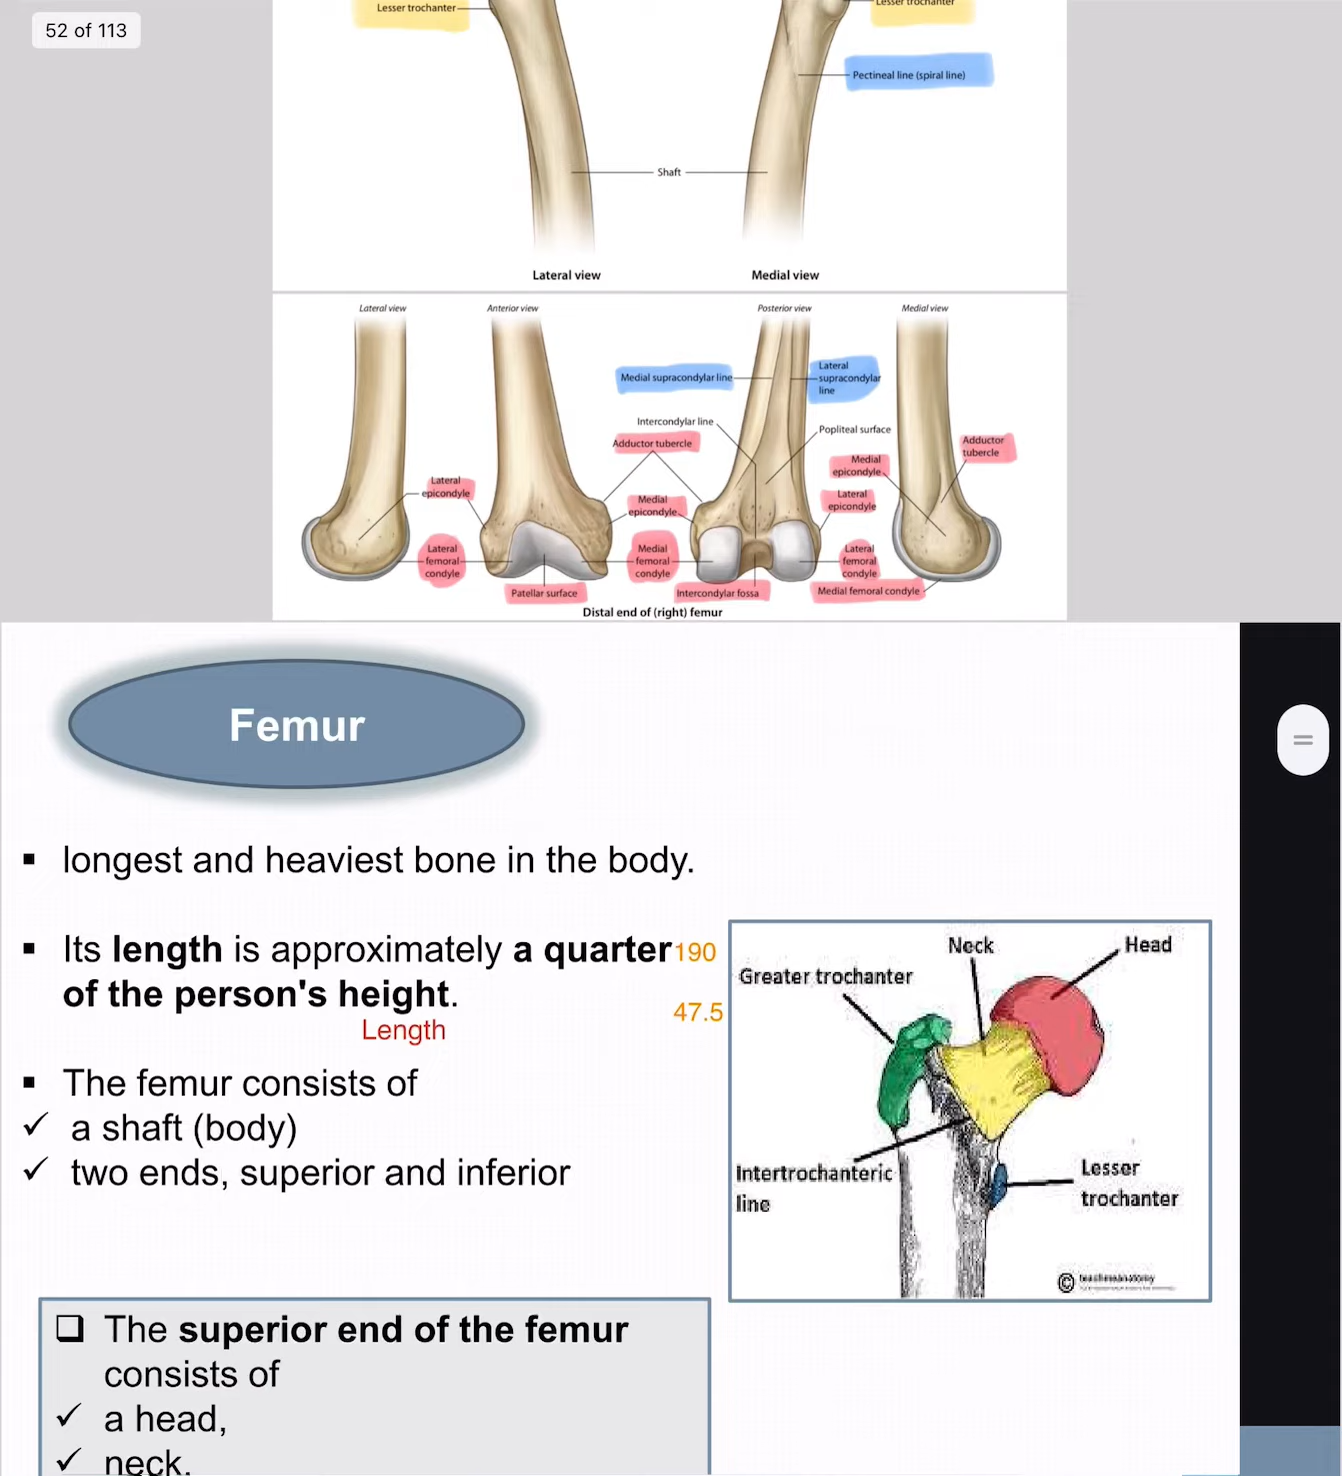 52 of 113
Lesser trochanter
Lesser trochanter
Pectineal line (spiral line)
Shaft
Lateral view
Medial view
Lateral view
Anterior view
Posterior view
Medial view
Medial supracondylar line
Lateral
supracondylar
line
Intercondylar line
Popliteal surface
Adductor tubercle
Adductor
tubercle
Medial
epicondyle
Lateral
epicondyle
Medial
epicondyle
Lateral
epicondyle
Lateral
femoral
condyle
Medial
femoral
condyle
Lateral
femoral
condyle
Patellar surface
Intercondylar fossa
Medial femoral condyle
Distal end of (right) femur
Femur
▪ longest and heaviest bone in the body.
▪ Its length is approximately a quarter 190
of the person's height. 47.5
Length
▪ The femur consists of
✓ a shaft (body)
✓ two ends, superior and inferior
Neck
Head
Greater trochanter
Intertrochanteric
line
Lesser
trochanter
© teachmeanatomy
❑ The superior end of the femur
consists of
✓ a head,
✓ neck.